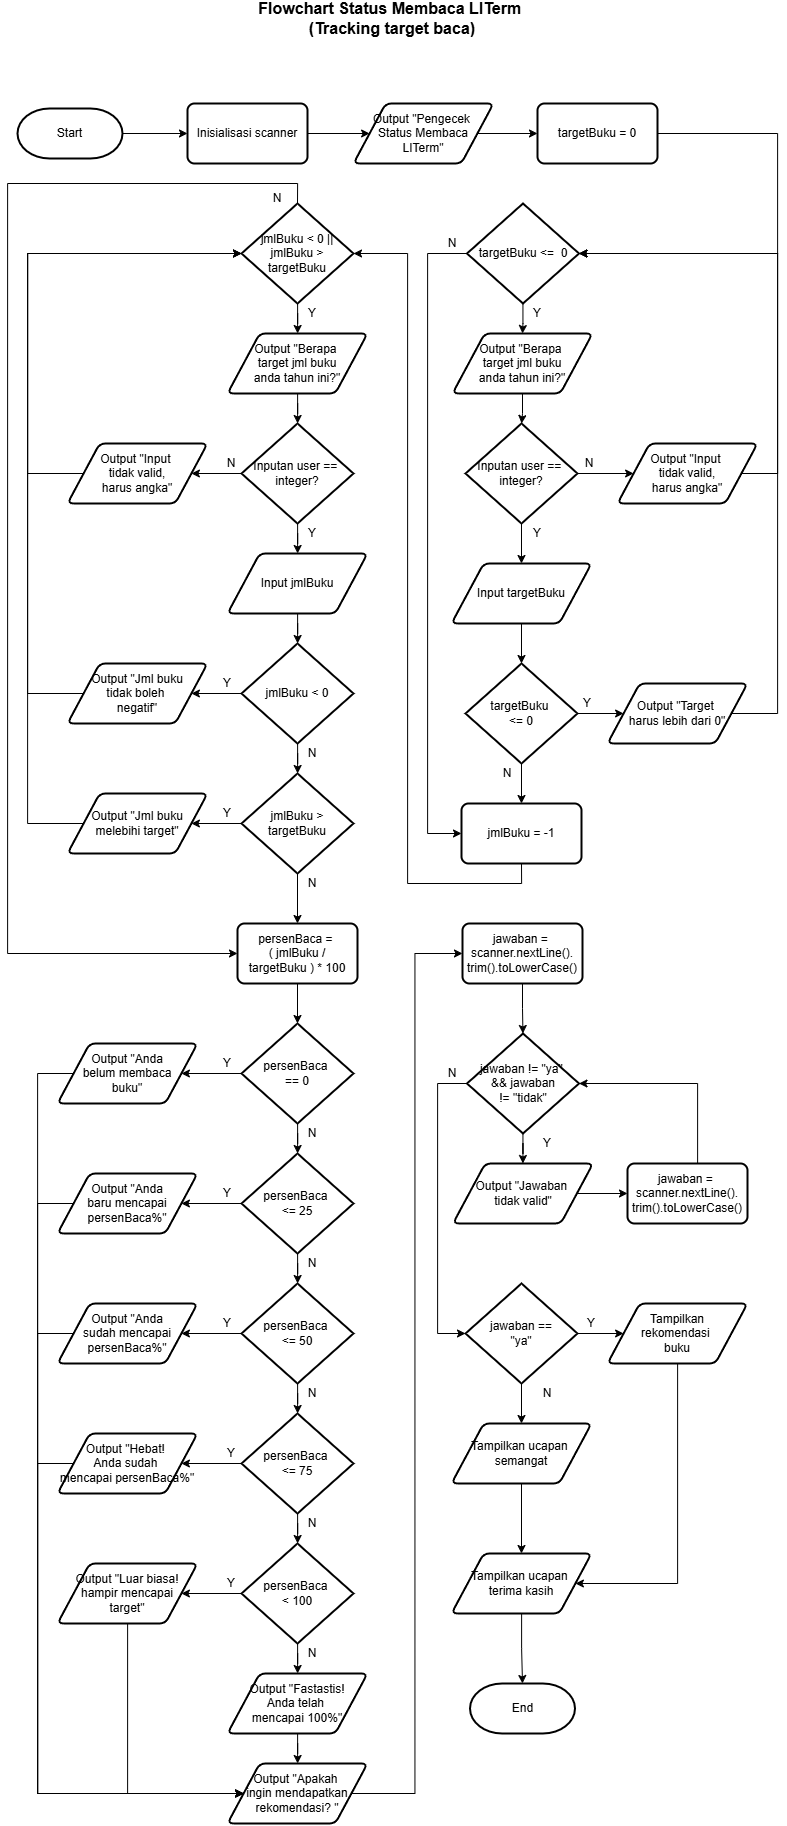 Flowchart Status Membaca LITerm
(Tracking target baca)
Start
Inisialisasi scanner
Output "Pengecek
Status Membaca
LITerm"
targetBuku = 0
targetBuku <= 0
N
Y
Output "Berapa
target jml buku
anda tahun ini?"
Inputan user ==
integer?
N
Output "Input
tidak valid,
harus angka"
Y
Input targetBuku
targetBuku
<= 0
Y
Output "Target
harus lebih dari 0"
N
jmlBuku = -1
N
jmlBuku < 0 ||
jmlBuku >
targetBuku
Y
Output "Berapa
target jml buku
anda tahun ini?"
Inputan user ==
integer?
N
Output "Input
tidak valid,
harus angka"
Y
Input jmlBuku
jmlBuku < 0
Y
Output "Jml buku
tidak boleh
negatif"
N
jmlBuku >
targetBuku
Y
Output "Jml buku
melebihi target"
N
persenBaca =
( jmlBuku /
targetBuku ) * 100
persenBaca
== 0
Y
Output "Anda
belum membaca
buku"
N
persenBaca
<= 25
Y
Output "Anda
baru mencapai
persenBaca%"
N
persenBaca
<= 50
Y
Output "Anda
sudah mencapai
persenBaca%"
N
persenBaca
<= 75
Y
Output "Hebat!
Anda sudah
mencapai persenBaca%"
N
persenBaca
< 100
Y
Output "Luar biasa!
hampir mencapai
target"
N
Output "Fastastis!
Anda telah
mencapai 100%"
Output "Apakah
ingin mendapatkan
rekomendasi? "
jawaban =
scanner.nextLine().
trim().toLowerCase()
jawaban != "ya"
&& jawaban
!= "tidak"
N
Y
Output "Jawaban
tidak valid"
jawaban =
scanner.nextLine().
trim().toLowerCase()
jawaban ==
"ya"
Y
Tampilkan
rekomendasi
buku
N
Tampilkan ucapan
semangat
Tampilkan ucapan
terima kasih
End